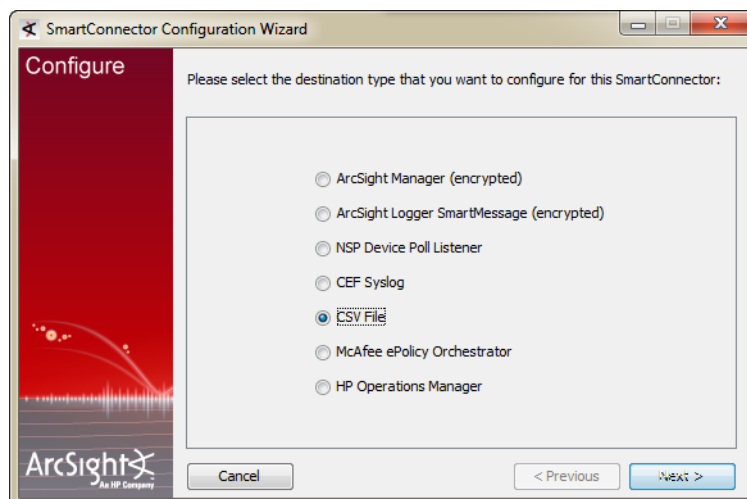 SmartConnector Configuration Wizard
Configure
Please select the destination type that you want to configure for this SmartConnector:
ArcSight Manager (encrypted)
ArcSight Logger SmartMessage (encrypted)
NSP Device Poll Listener
CEF Syslog
CSV File
McAfee ePolicy Orchestrator
HP Operations Manager
ArcSight
An HP Company
Cancel
< Previous
Next >